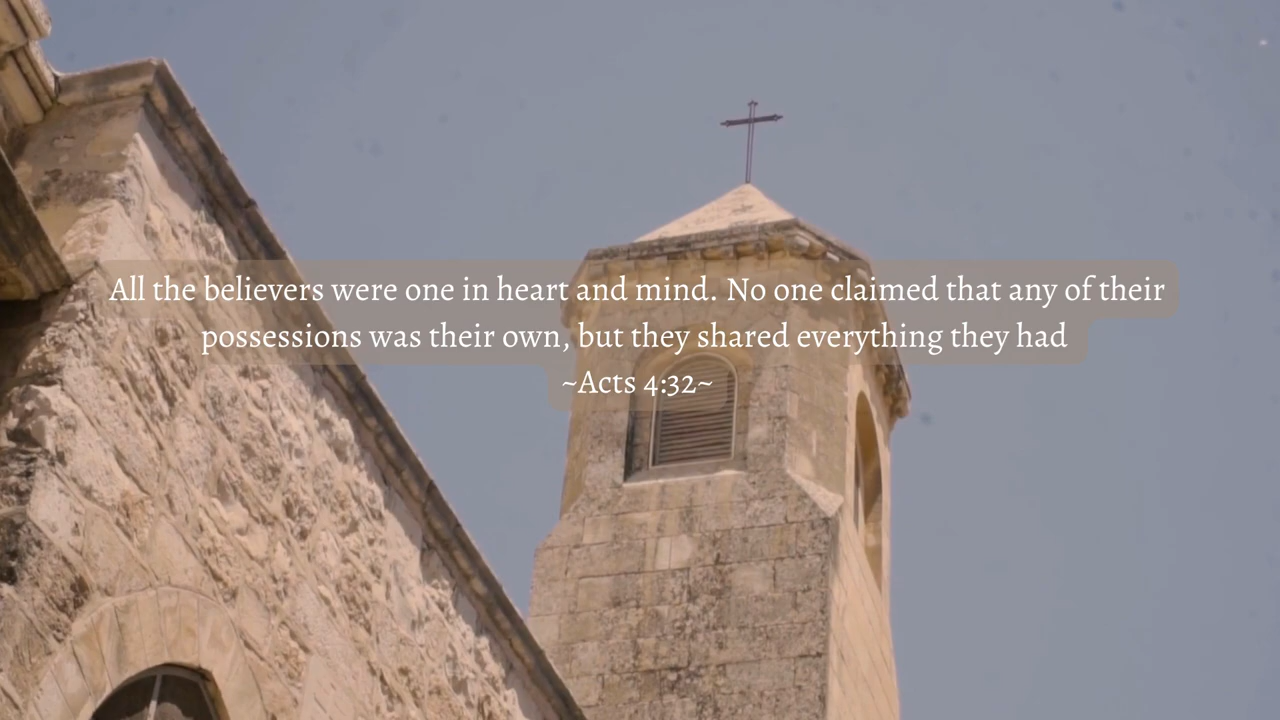 All the believers were one in heart and mind. No one claimed that any of their
possessions was their own, but they shared everything they had
~Acts 4:32~